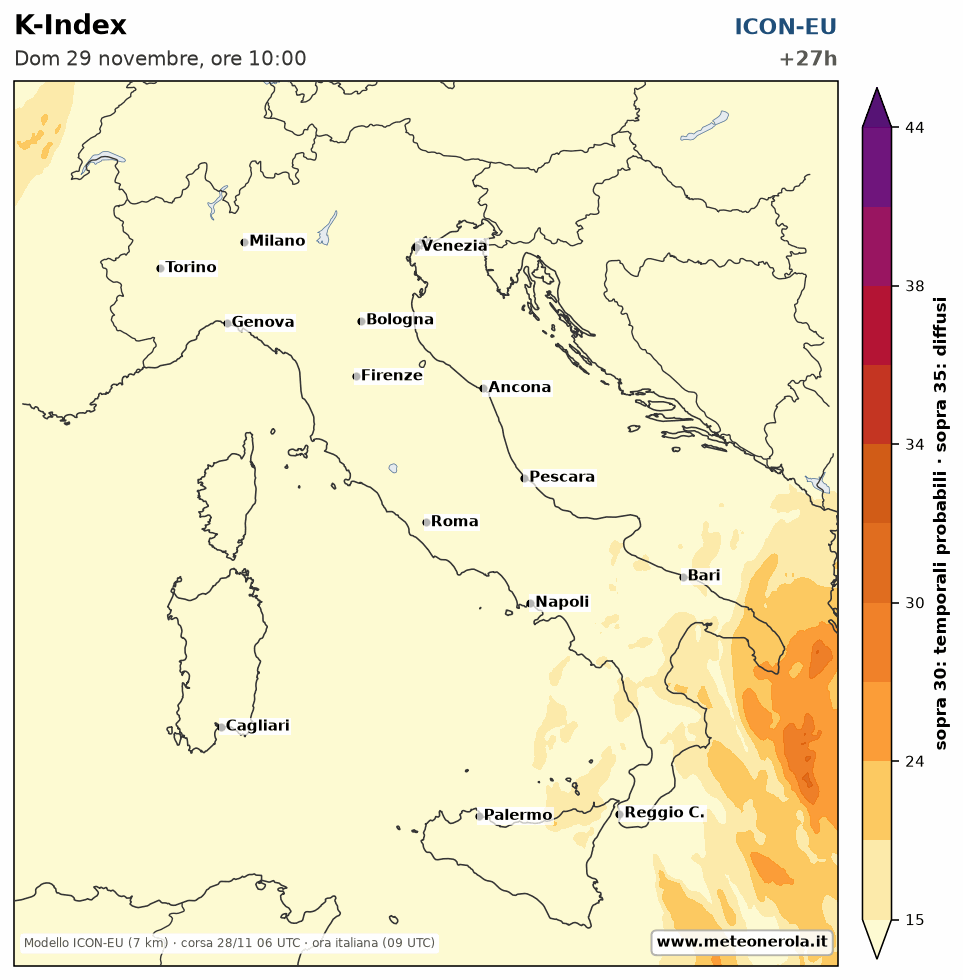 K-Index
ICON-EU
Dom 29 novembre, ore 10:00
+27h
44
38
34
30
24
15
sopra 30: temporali probabili · sopra 35: diffusi
Milano
Venezia
Torino
Genova
Bologna
Firenze
Ancona
Pescara
Roma
Bari
Napoli
Cagliari
Palermo
Reggio C.
Modello ICON-EU (7 km) · corsa 28/11 06 UTC · ora italiana (09 UTC)
www.meteonerola.it